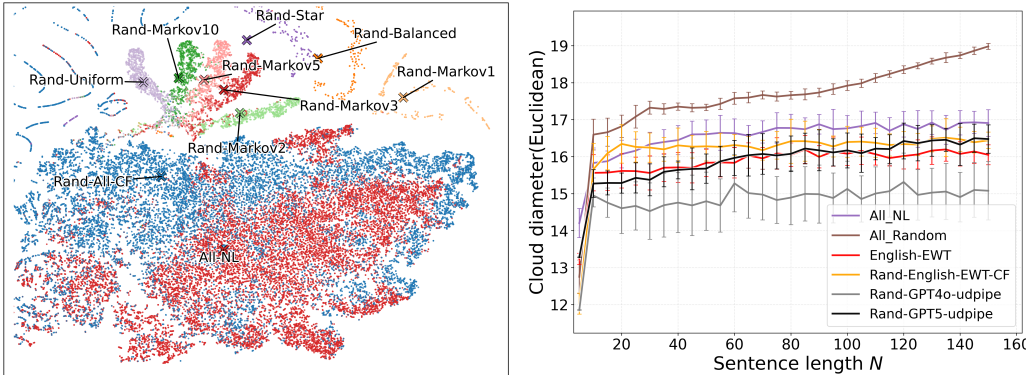 Rand-Star
Rand-Markov10
Rand-Balanced
Rand-Uniform
Rand-Markov5
Rand-Markov1
Rand-Markov3
Rand-Markov2
Rand-All-CF
All-NL
Cloud diameter(Euclidean)
19
18
17
16
15
14
13
12
All_NL
All_Random
English-EWT
Rand-English-EWT-CF
Rand-GPT4o-udpipe
Rand-GPT5-udpipe
20 40 60 80 100 120 140 160
Sentence length N